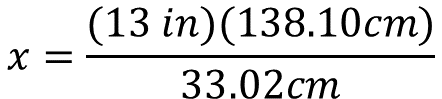 x = (13 in)(138.10cm)
33.02cm